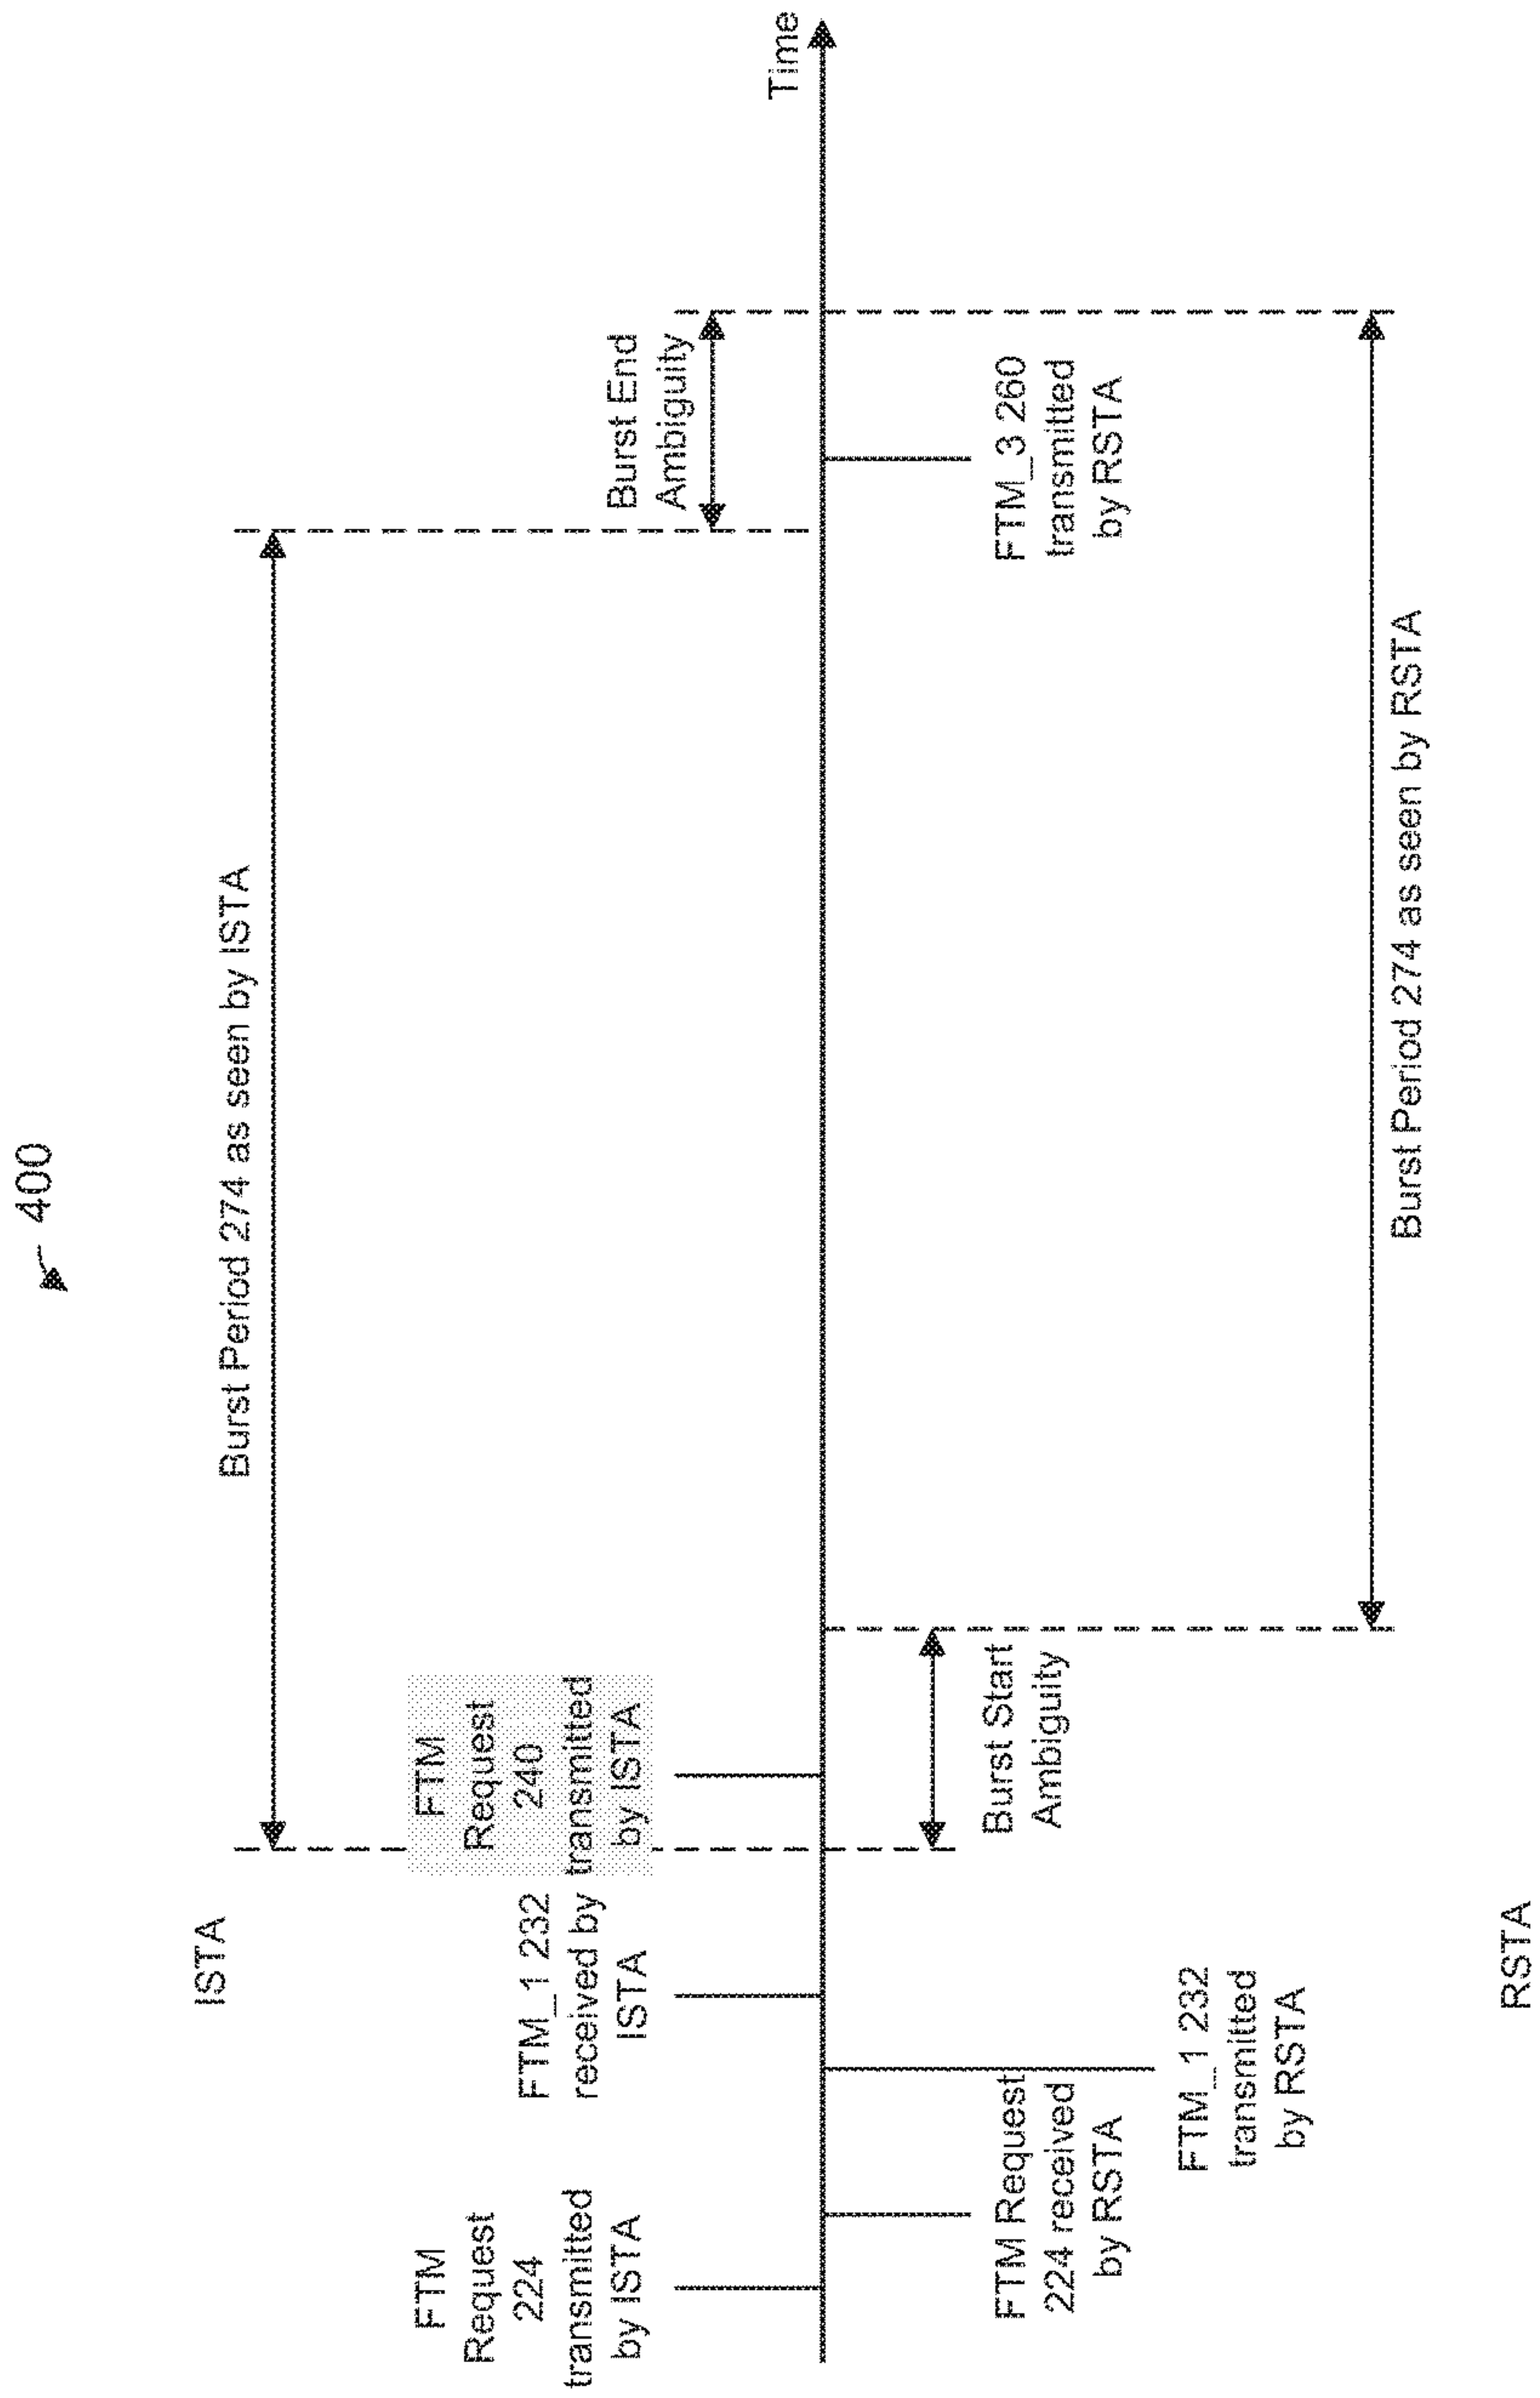 400
ISTA
Burst Period 274 as seen by ISTA
FTM
Request
224
transmitted
by ISTA
FTM_1 232
received by
ISTA
FTM
Request
240
transmitted
by ISTA
Burst End
Ambiguity
Time
FTM Request
224 received
by RSTA
FTM_1 232
transmitted
by RSTA
Burst Start
Ambiguity
FTM_3 260
transmitted
by RSTA
Burst Period 274 as seen by RSTA
RSTA